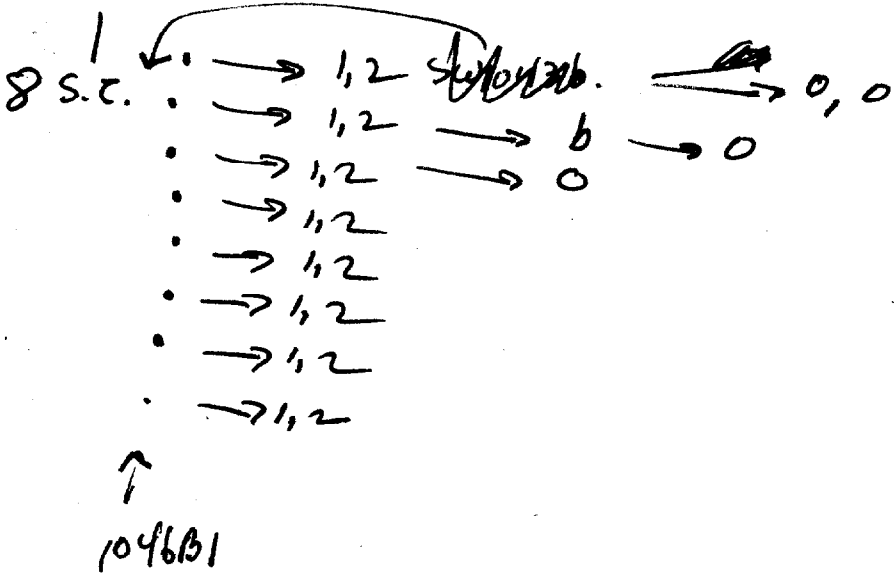 1
8 S.C. • → 1,2 → 0, 0
• → 1,2 → b → 0
• → 1,2 → 0
• → 1,2
• → 1,2
• → 1,2
• → 1,2
• → 1,2
↑
1046B1